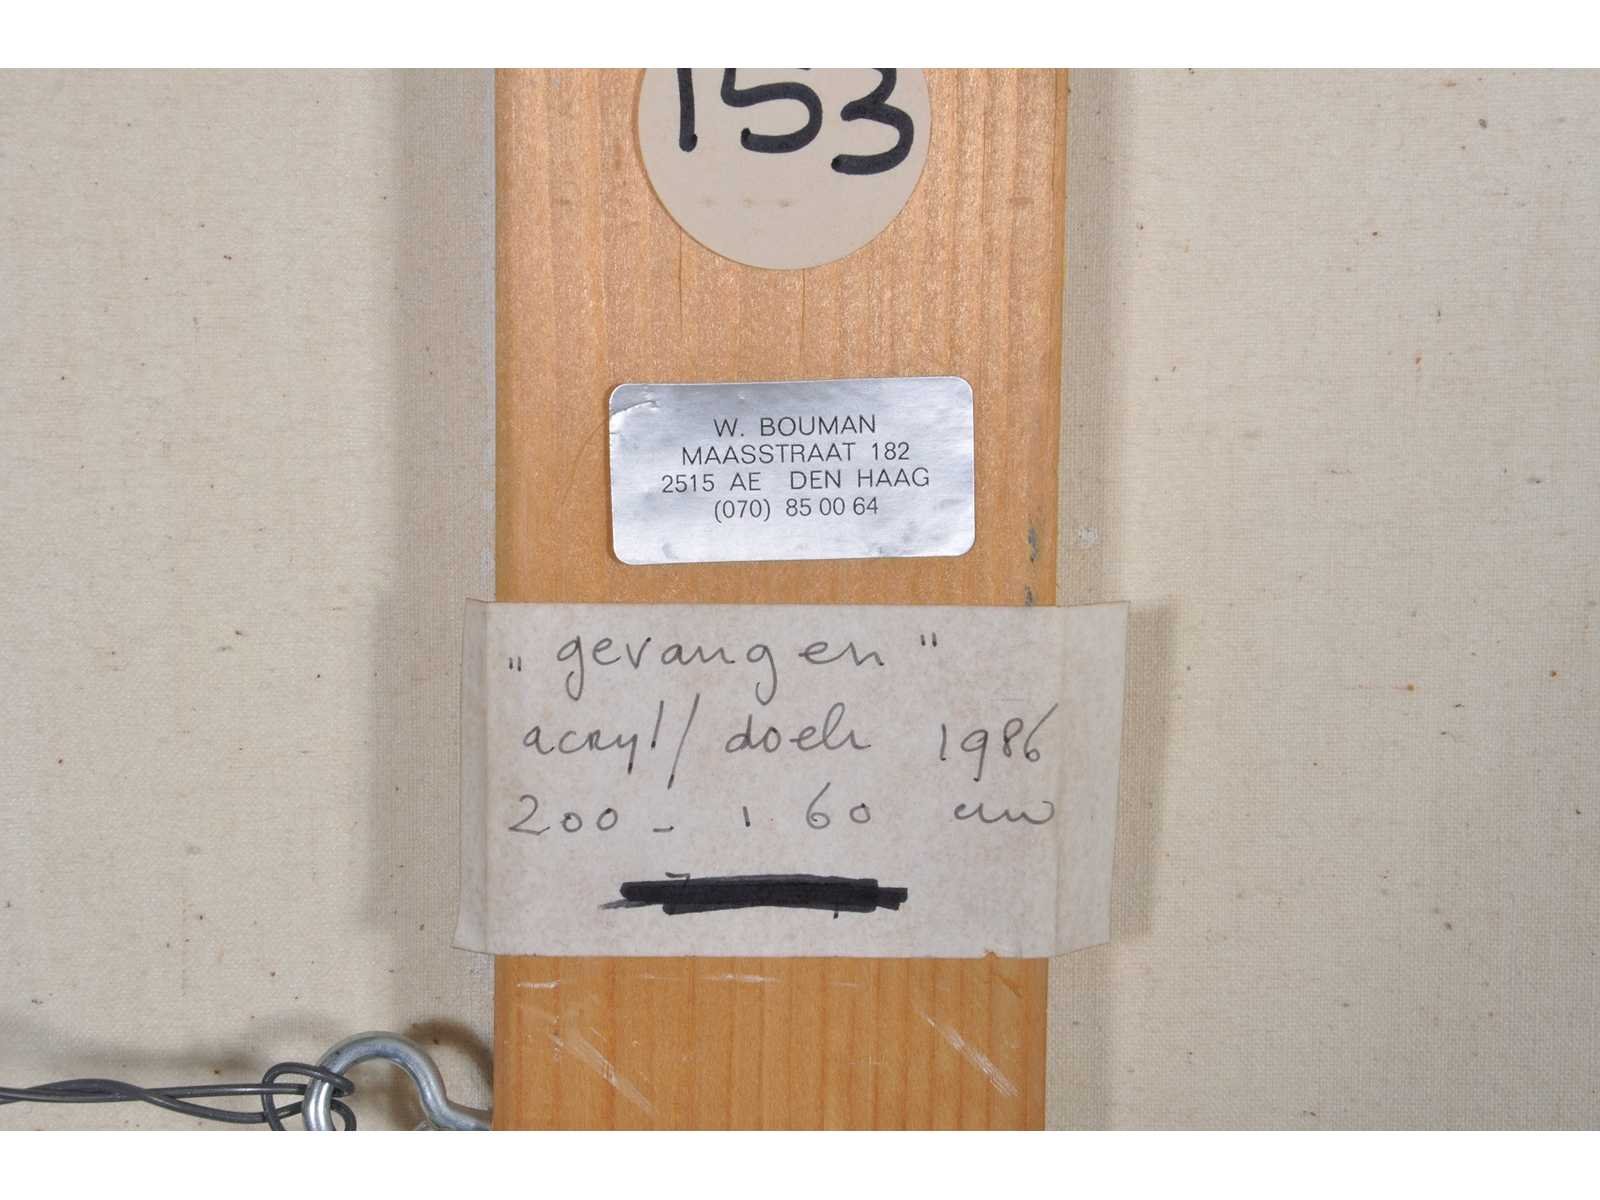 153
W. BOUMAN
MAASSTRAAT 182
2515 AE DEN HAAG
(070) 85 00 64
„gevangen"
acryl/doek 1986
200 - 160 cm